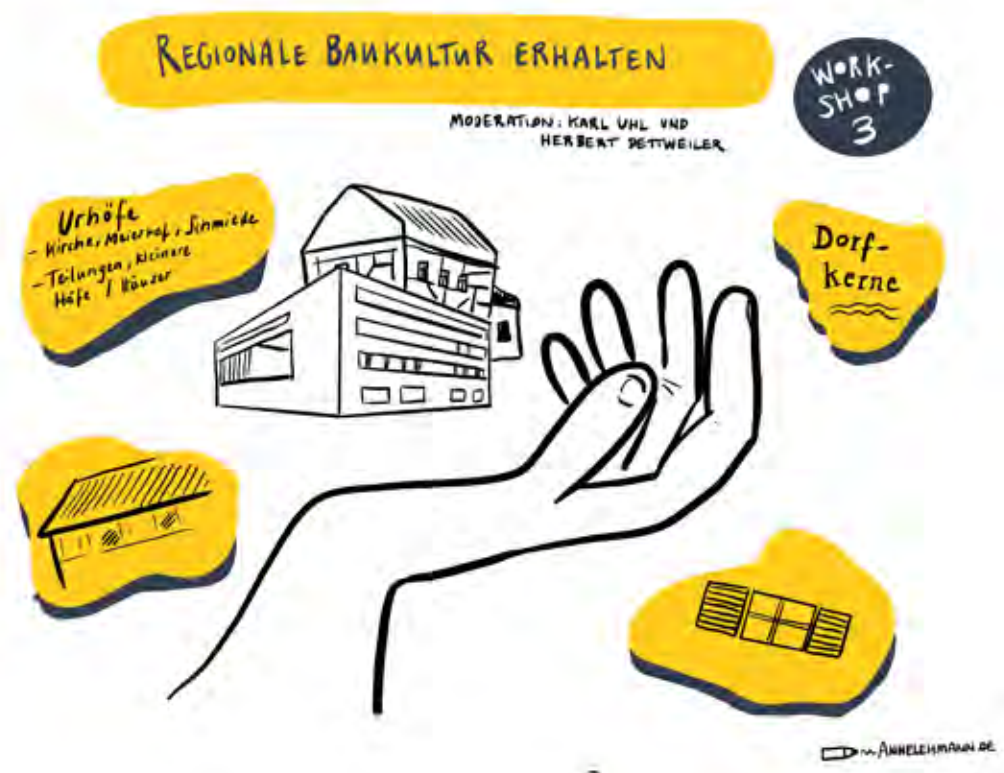 REGIONALE BAUKULTUR ERHALTEN
WORK-
SHOP
3
MODERATION: KARL UHL UND
HERBERT DETTWEILER
Urhöfe
- Kirche, Meierhof, Schmiede
- Teilungen, kleinere
Höfe / Häuser
Dorf-
kerne
ANNELEHMANN.DE